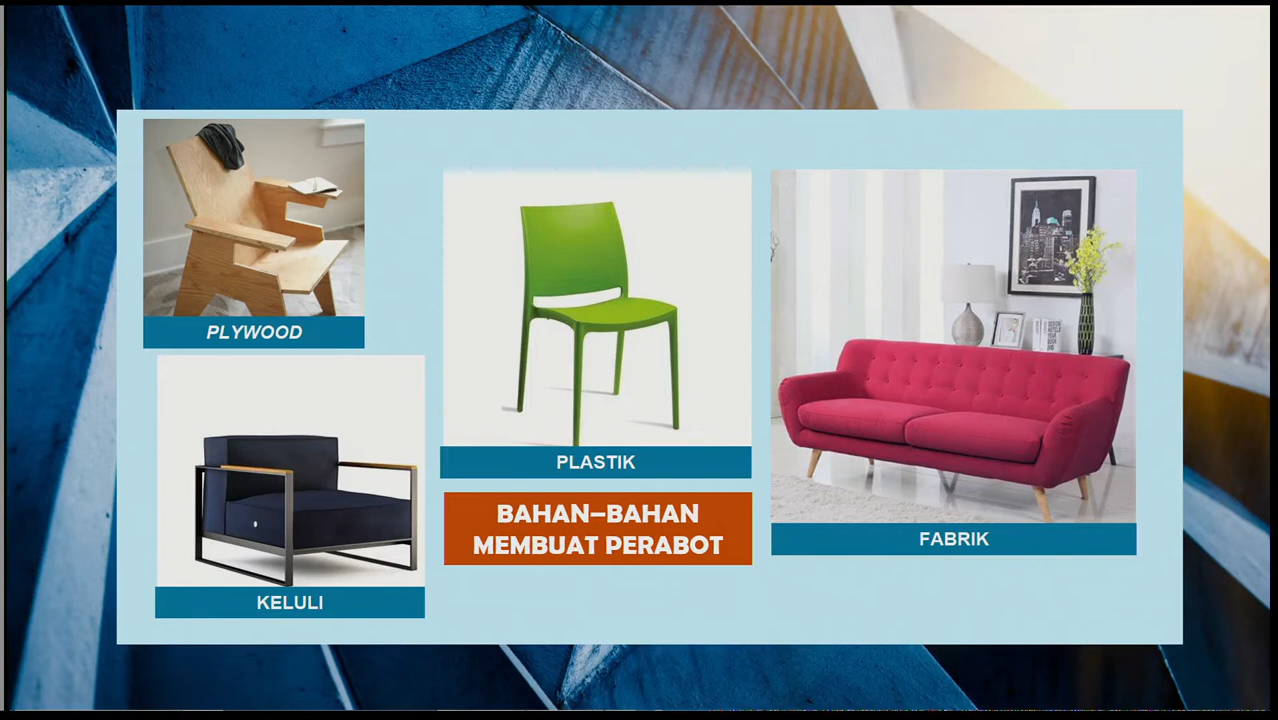 PLYWOOD
PLASTIK
BAHAN–BAHAN
MEMBUAT PERABOT
FABRIK
KELULI